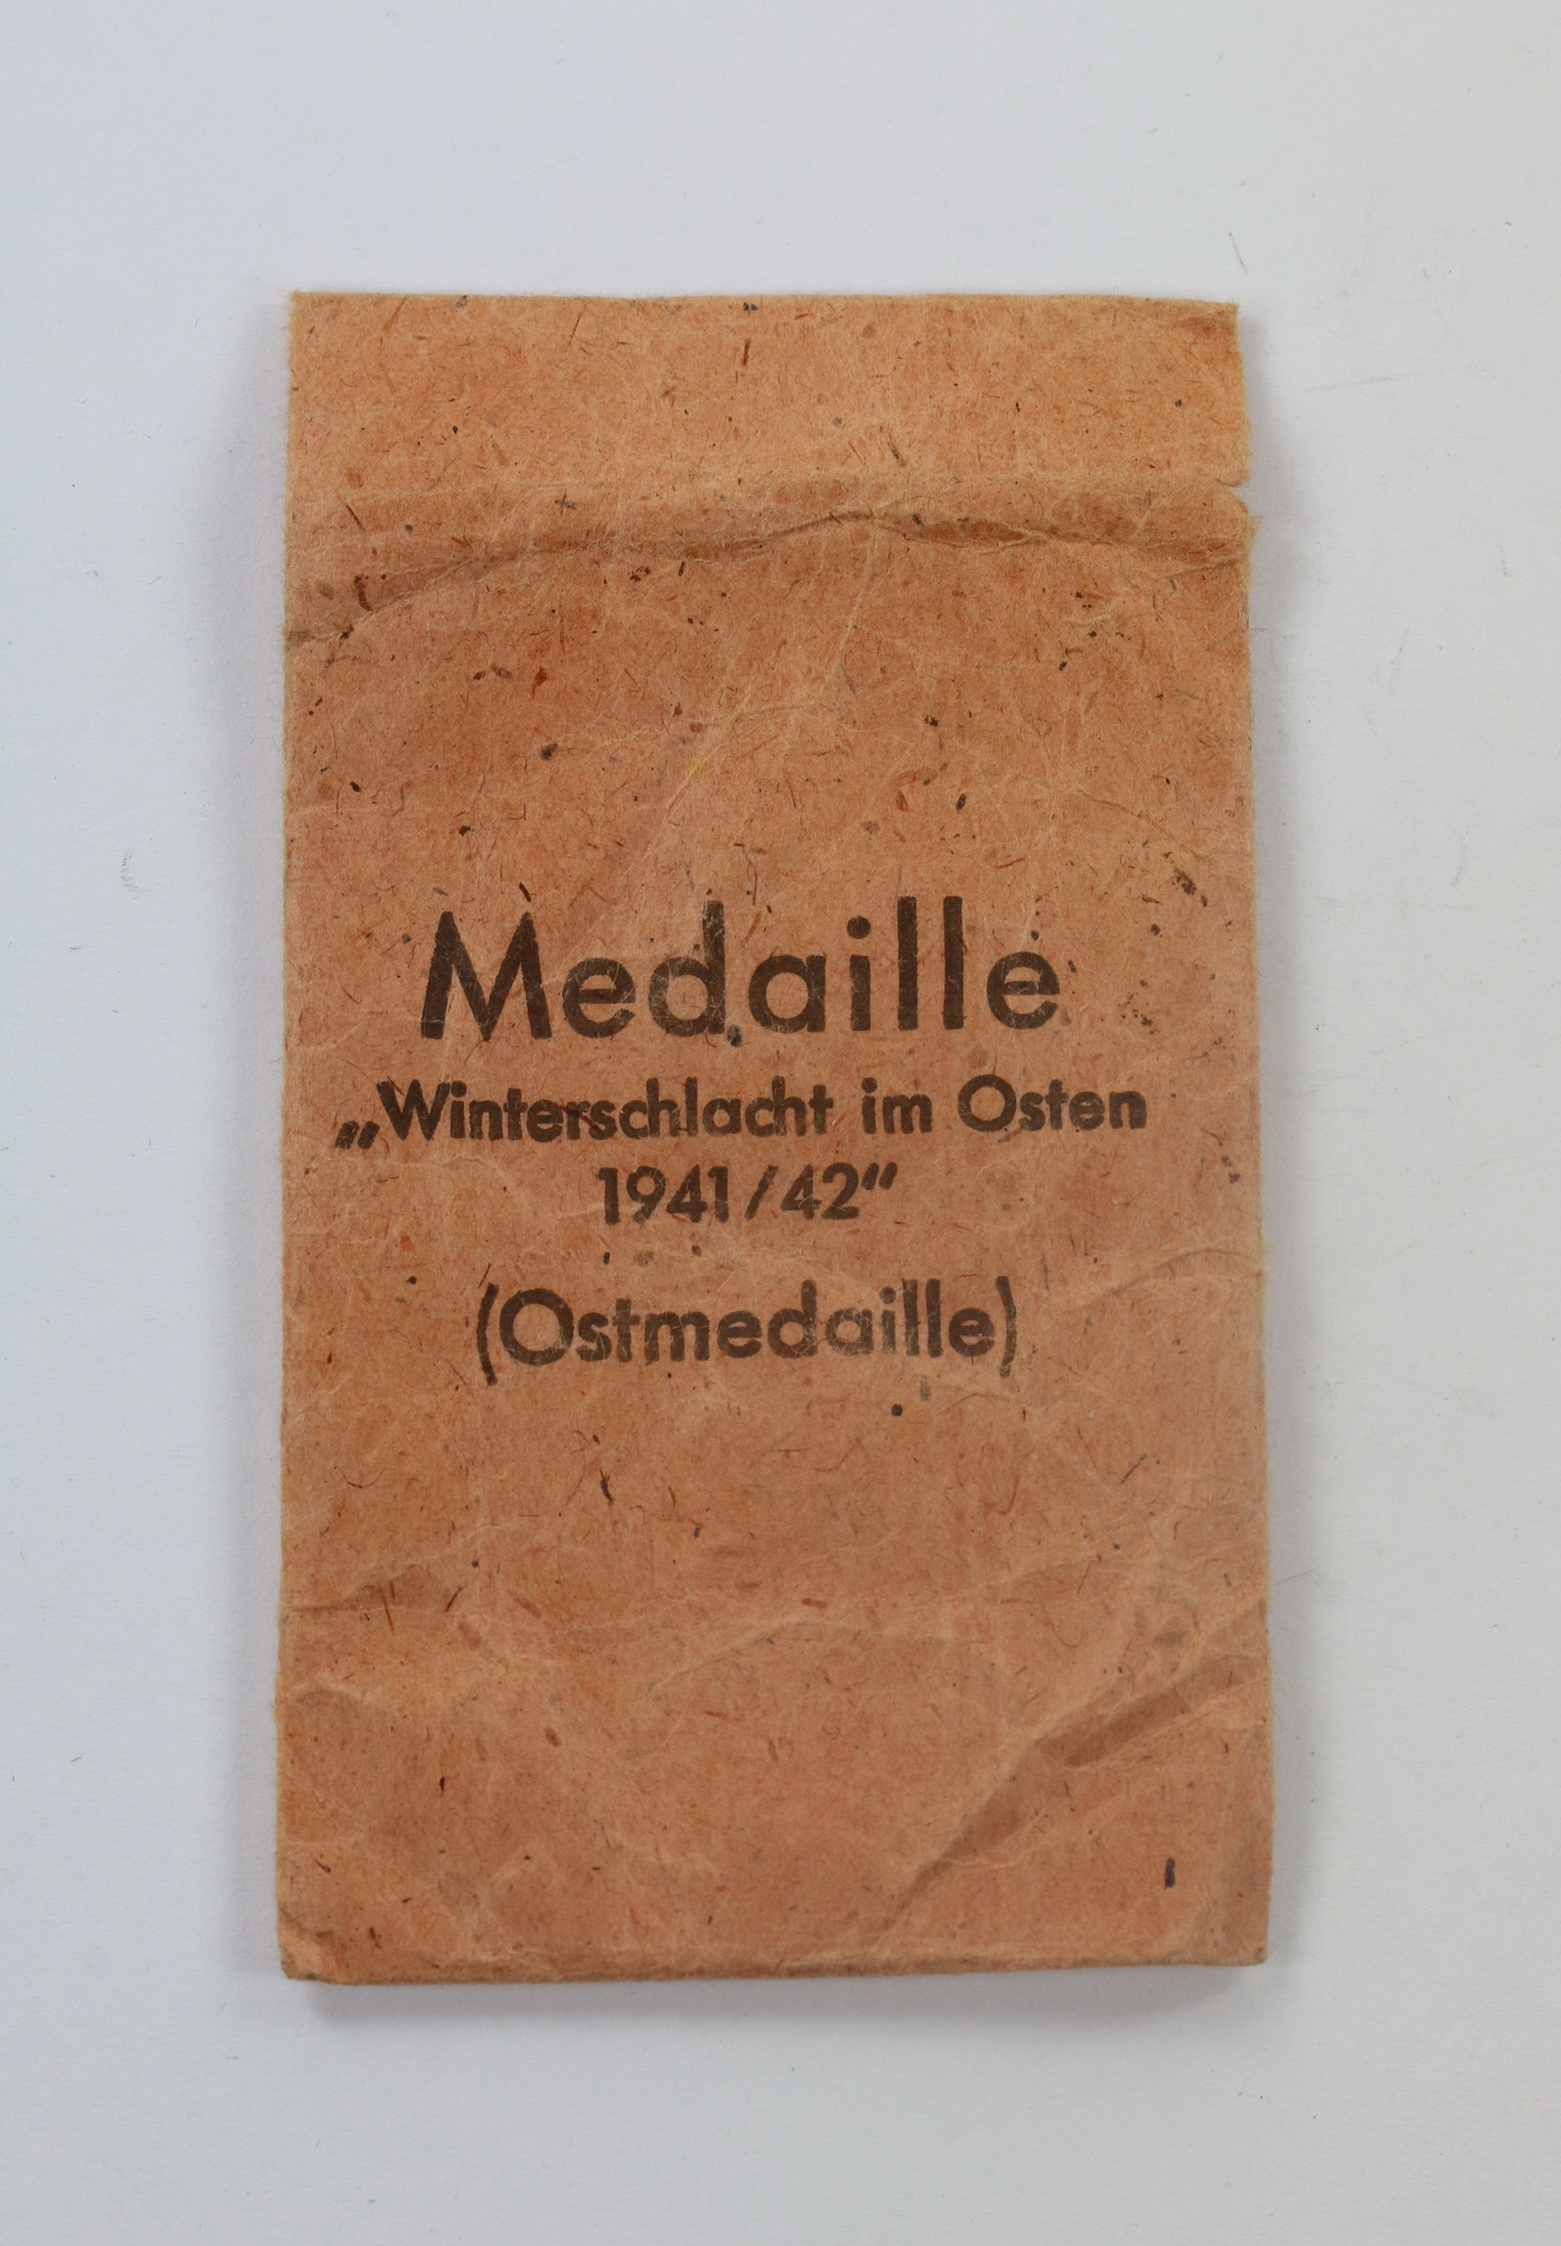 Medaille
„Winterschlacht im Osten
1941/42“
(Ostmedaille)